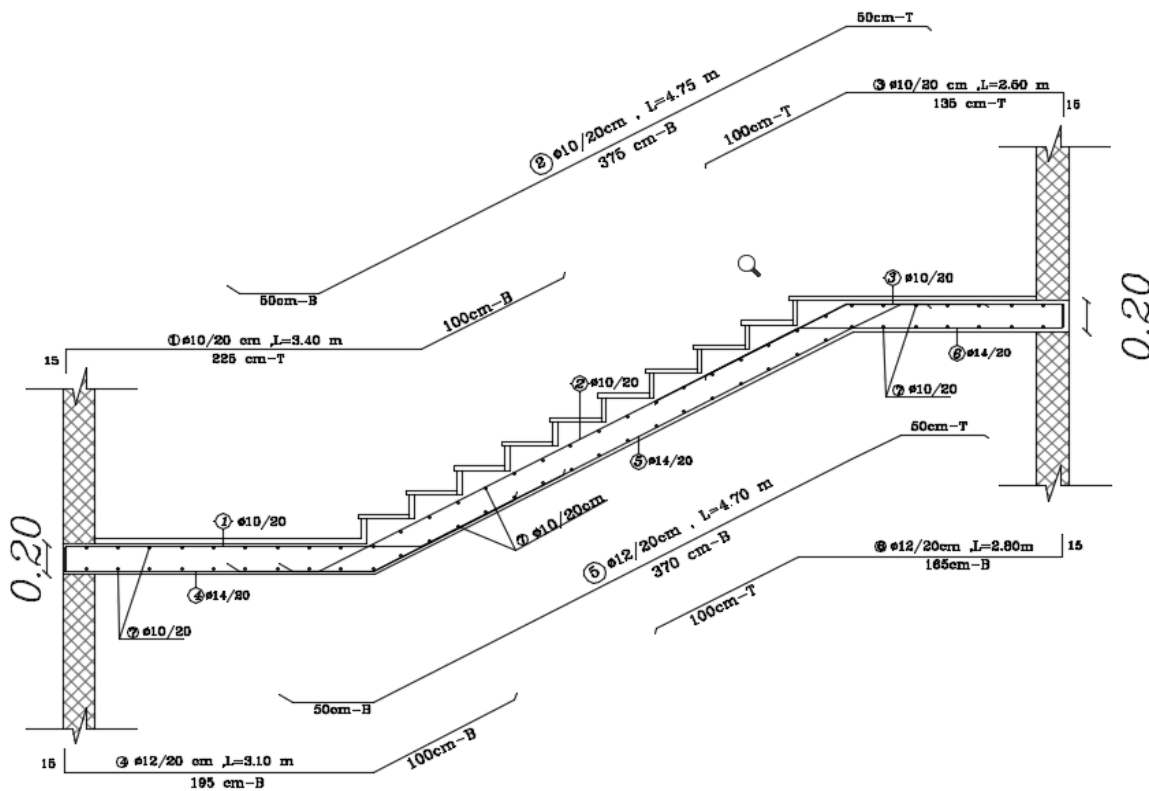 50cm-T
② ø10/20cm , L=4.75 m
375 cm-B
50cm-B
③ ø10/20 cm ,L=2.50 m
135 cm-T
15
100cm-T
100cm-B
① ø10/20 cm ,L=3.40 m
225 cm-T
15
③ ø10/20
0.20
⑥ ø14/20
② ø10/20
⑦ ø10/20
⑤ ø14/20
50cm-T
① ø10/20
⑦ ø10/20cm
0.20
④ ø14/20
⑦ ø10/20
⑤ ø12/20cm , L=4.70 m
370 cm-B
50cm-B
⑥ ø12/20cm ,L=2.80m
165cm-B
15
100cm-T
100cm-B
15
④ ø12/20 cm ,L=3.10 m
195 cm-B